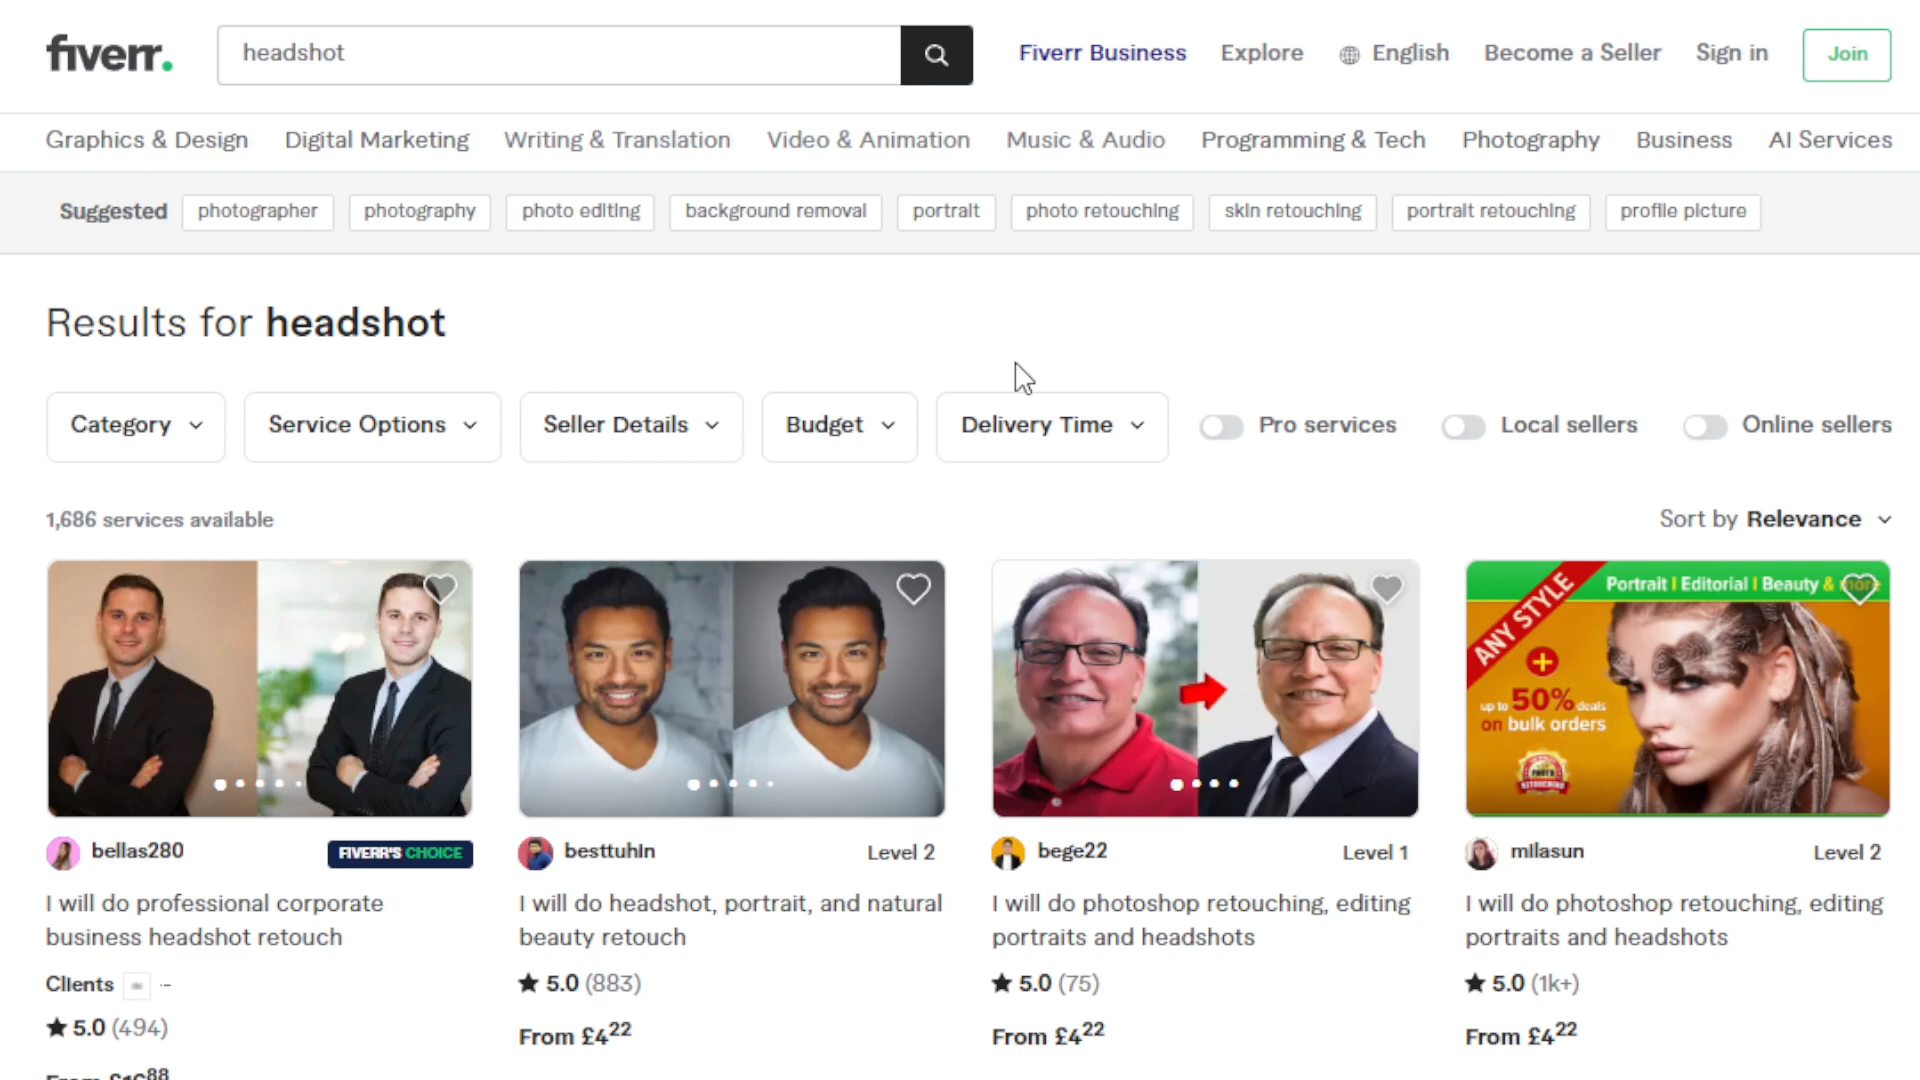 fiverr.
headshot
Fiverr Business
Explore
English
Become a Seller
Sign in
Join
Graphics & Design
Digital Marketing
Writing & Translation
Video & Animation
Music & Audio
Programming & Tech
Photography
Business
AI Services
Suggested
photographer
photography
photo editing
background removal
portrait
photo retouching
skin retouching
portrait retouching
profile picture
Results for headshot
Category
Service Options
Seller Details
Budget
Delivery Time
Pro services
Local sellers
Online sellers
1,686 services available
Sort by Relevance
ANY STYLE
Portrait I Editorial I Beauty & more
up to 50% deals
on bulk orders
bellas280
FIVERR'S CHOICE
I will do professional corporate
business headshot retouch
Clients
5.0 (494)
besttuhin
Level 2
I will do headshot, portrait, and natural
beauty retouch
5.0 (883)
From £4 22
bege22
Level 1
I will do photoshop retouching, editing
portraits and headshots
5.0 (75)
From £4 22
milasun
Level 2
I will do photoshop retouching, editing
portraits and headshots
5.0 (1k+)
From £4 22